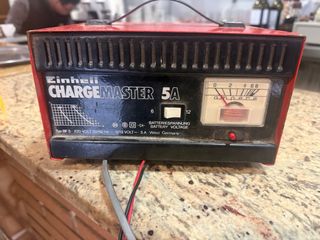 Einhell
CHARGEMASTER 5A
6 12
BATTERIESPANNUNG
BATTERY VOLTAGE
West Germany